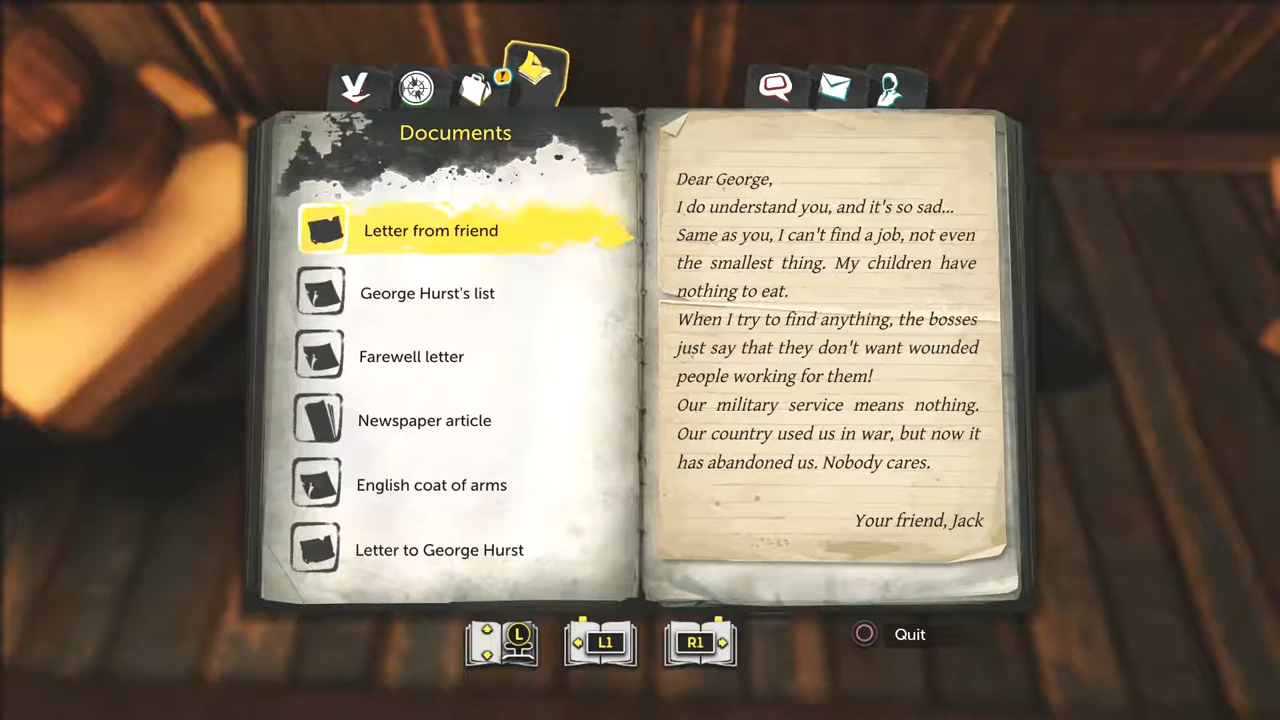 Documents
Letter from friend
George Hurst's list
Farewell letter
Newspaper article
English coat of arms
Letter to George Hurst
Dear George,
I do understand you, and it's so sad...
Same as you, I can't find a job, not even
the smallest thing. My children have
nothing to eat.
When I try to find anything, the bosses
just say that they don't want wounded
people working for them!
Our military service means nothing.
Our country used us in war, but now it
has abandoned us. Nobody cares.
Your friend, Jack
L
L1
R1
Quit